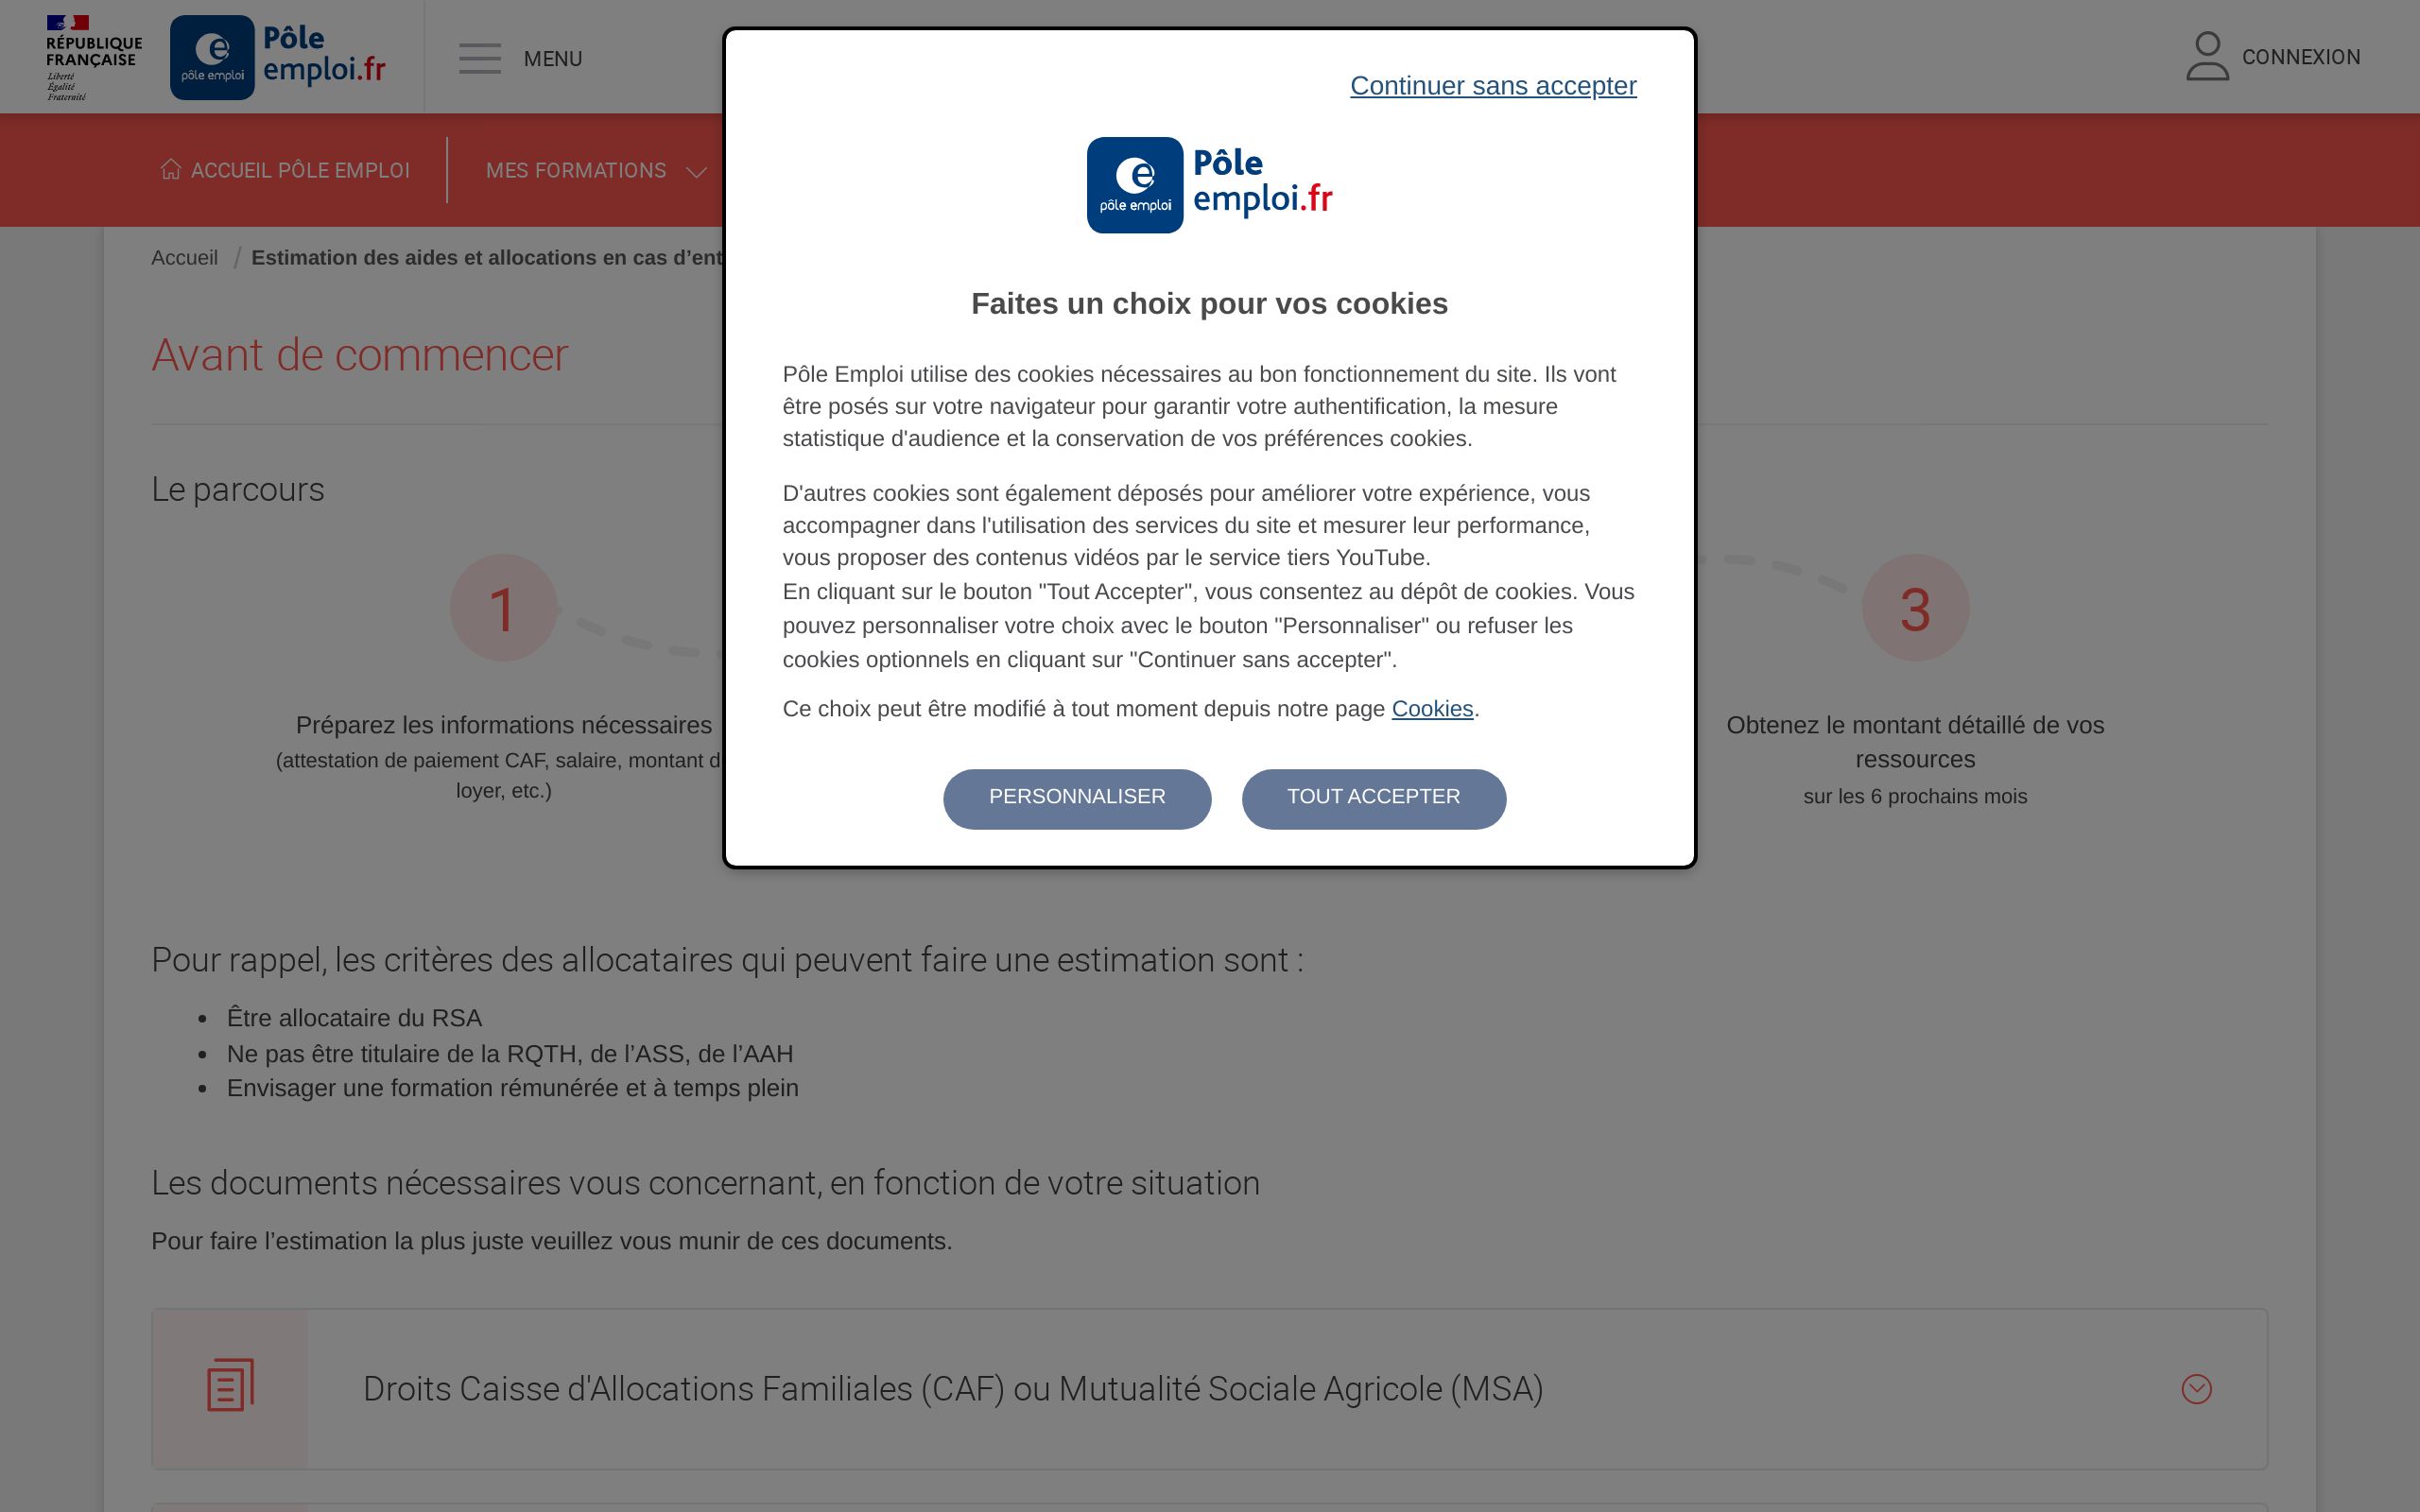 RÉPUBLIQUE
FRANÇAISE
Liberté
Égalité
Fraternité
pôle emploi
Pôle
emploi.fr
MENU
CONNEXION
ACCUEIL PÔLE EMPLOI
MES FORMATIONS
Accueil / Estimation des aides et allocations en cas d’ent
Avant de commencer
Le parcours
1
Préparez les informations nécessaires
(attestation de paiement CAF, salaire, montant d
loyer, etc.)
Continuer sans accepter
pôle emploi
Pôle
emploi.fr
Faites un choix pour vos cookies
Pôle Emploi utilise des cookies nécessaires au bon fonctionnement du site. Ils vont
être posés sur votre navigateur pour garantir votre authentification, la mesure
statistique d'audience et la conservation de vos préférences cookies.
D'autres cookies sont également déposés pour améliorer votre expérience, vous
accompagner dans l'utilisation des services du site et mesurer leur performance,
vous proposer des contenus vidéos par le service tiers YouTube.
En cliquant sur le bouton "Tout Accepter", vous consentez au dépôt de cookies. Vous
pouvez personnaliser votre choix avec le bouton "Personnaliser" ou refuser les
cookies optionnels en cliquant sur "Continuer sans accepter".
Ce choix peut être modifié à tout moment depuis notre page Cookies.
PERSONNALISER
TOUT ACCEPTER
3
Obtenez le montant détaillé de vos
ressources
sur les 6 prochains mois
Pour rappel, les critères des allocataires qui peuvent faire une estimation sont :
• Être allocataire du RSA
• Ne pas être titulaire de la RQTH, de l’ASS, de l’AAH
• Envisager une formation rémunérée et à temps plein
Les documents nécessaires vous concernant, en fonction de votre situation
Pour faire l’estimation la plus juste veuillez vous munir de ces documents.
Droits Caisse d'Allocations Familiales (CAF) ou Mutualité Sociale Agricole (MSA)